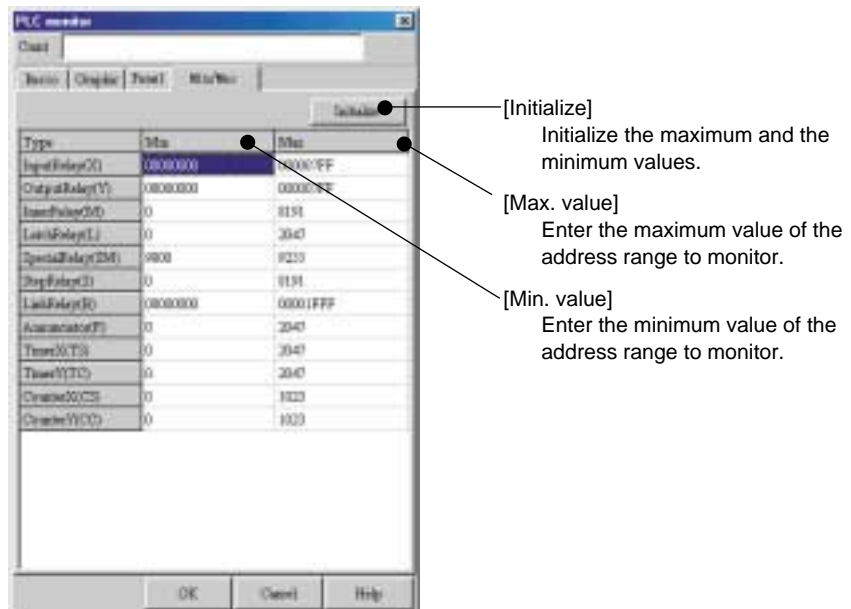 PLC monitor
Basic Graphic Min/Max
Initialize
Type Min Max
InputRelay(X) 00000000 000007FF
OutputRelay(Y) 00000000 000007FF
InnerRelay(M) 0 8191
LatchRelay(L) 0 2047
SpecialRelay(SM) 9000 9255
StepRelay(S) 0 8191
LinkRelay(B) 00000000 00001FFF
Annunciator(F) 0 2047
TimerX(TS) 0 2047
TimerY(TC) 0 2047
CounterX(CS) 0 1023
CounterY(CC) 0 1023
OK Cancel Help
[Initialize]
Initialize the maximum and the
minimum values.
[Max. value]
Enter the maximum value of the
address range to monitor.
[Min. value]
Enter the minimum value of the
address range to monitor.